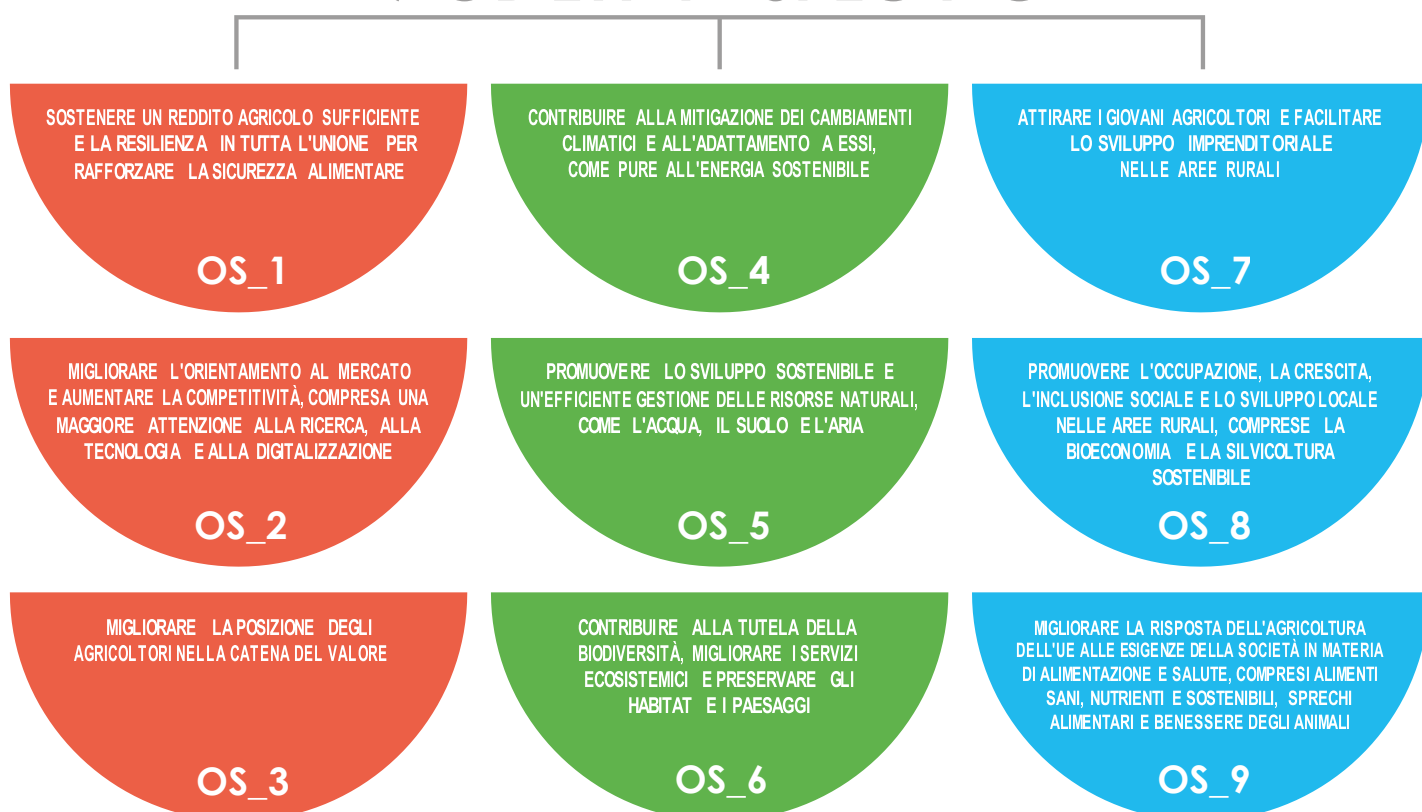 SOSTENERE UN REDDITO AGRICOLO SUFFICIENTE
E LA RESILIENZA IN TUTTA L'UNIONE PER
RAFFORZARE LA SICUREZZA ALIMENTARE
OS_1
CONTRIBUIRE ALLA MITIGAZIONE DEI CAMBIAMENTI
CLIMATICI E ALL'ADATTAMENTO A ESSI,
COME PURE ALL'ENERGIA SOSTENIBILE
OS_4
ATTIRARE I GIOVANI AGRICOLTORI E FACILITARE
LO SVILUPPO IMPRENDITORIALE
NELLE AREE RURALI
OS_7
MIGLIORARE L'ORIENTAMENTO AL MERCATO
E AUMENTARE LA COMPETITIVITÀ, COMPRESA UNA
MAGGIORE ATTENZIONE ALLA RICERCA, ALLA
TECNOLOGIA E ALLA DIGITALIZZAZIONE
OS_2
PROMUOVERE LO SVILUPPO SOSTENIBILE E
UN'EFFICIENTE GESTIONE DELLE RISORSE NATURALI,
COME L'ACQUA, IL SUOLO E L'ARIA
OS_5
PROMUOVERE L'OCCUPAZIONE, LA CRESCITA,
L'INCLUSIONE SOCIALE E LO SVILUPPO LOCALE
NELLE AREE RURALI, COMPRESE LA
BIOECONOMIA E LA SILVICOLTURA
SOSTENIBILE
OS_8
MIGLIORARE LA POSIZIONE DEGLI
AGRICOLTORI NELLA CATENA DEL VALORE
OS_3
CONTRIBUIRE ALLA TUTELA DELLA
BIODIVERSITÀ, MIGLIORARE I SERVIZI
ECOSISTEMICI E PRESERVARE GLI
HABITAT E I PAESAGGI
OS_6
MIGLIORARE LA RISPOSTA DELL'AGRICOLTURA
DELL'UE ALLE ESIGENZE DELLA SOCIETÀ IN MATERIA
DI ALIMENTAZIONE E SALUTE, COMPRESI ALIMENTI
SANI, NUTRIENTI E SOSTENIBILI, SPRECHI
ALIMENTARI E BENESSERE DEGLI ANIMALI
OS_9